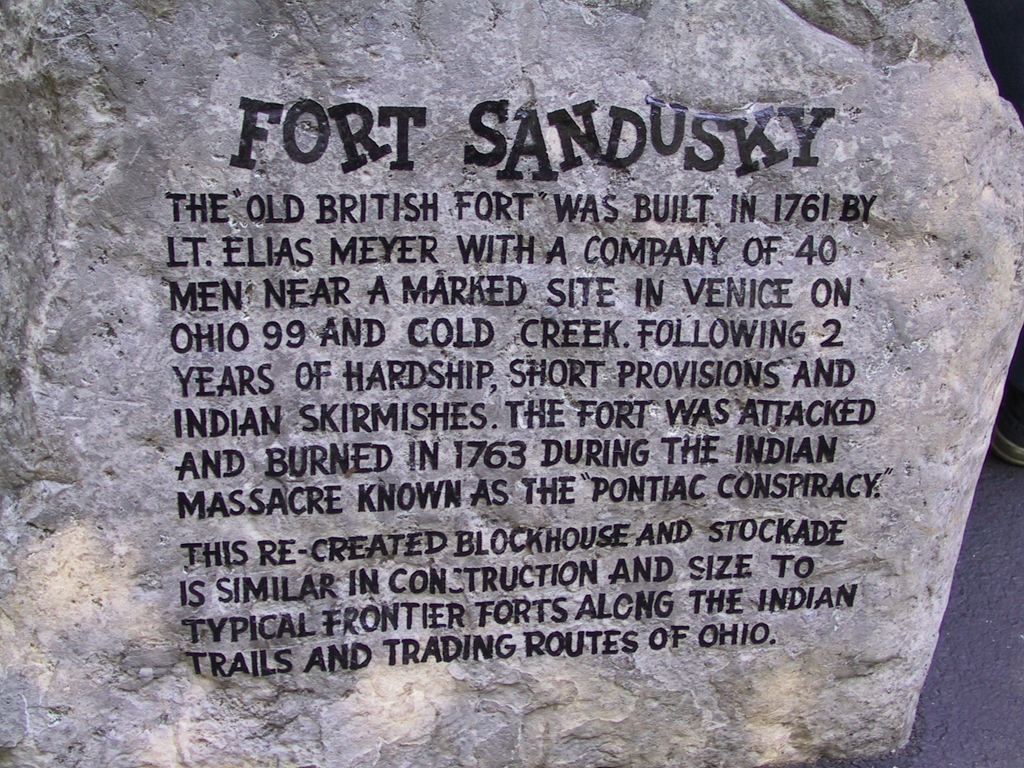 FORT SANDUSKY
THE "OLD BRITISH FORT" WAS BUILT IN 1761 BY
LT. ELIAS MEYER WITH A COMPANY OF 40
MEN NEAR A MARKED SITE IN VENICE ON
OHIO 99 AND COLD CREEK. FOLLOWING 2
YEARS OF HARDSHIP, SHORT PROVISIONS AND
INDIAN SKIRMISHES. THE FORT WAS ATTACKED
AND BURNED IN 1763 DURING THE INDIAN
MASSACRE KNOWN AS THE "PONTIAC CONSPIRACY."
THIS RE-CREATED BLOCKHOUSE AND STOCKADE
IS SIMILAR IN CONSTRUCTION AND SIZE TO
TYPICAL FRONTIER FORTS ALONG THE INDIAN
TRAILS AND TRADING ROUTES OF OHIO.